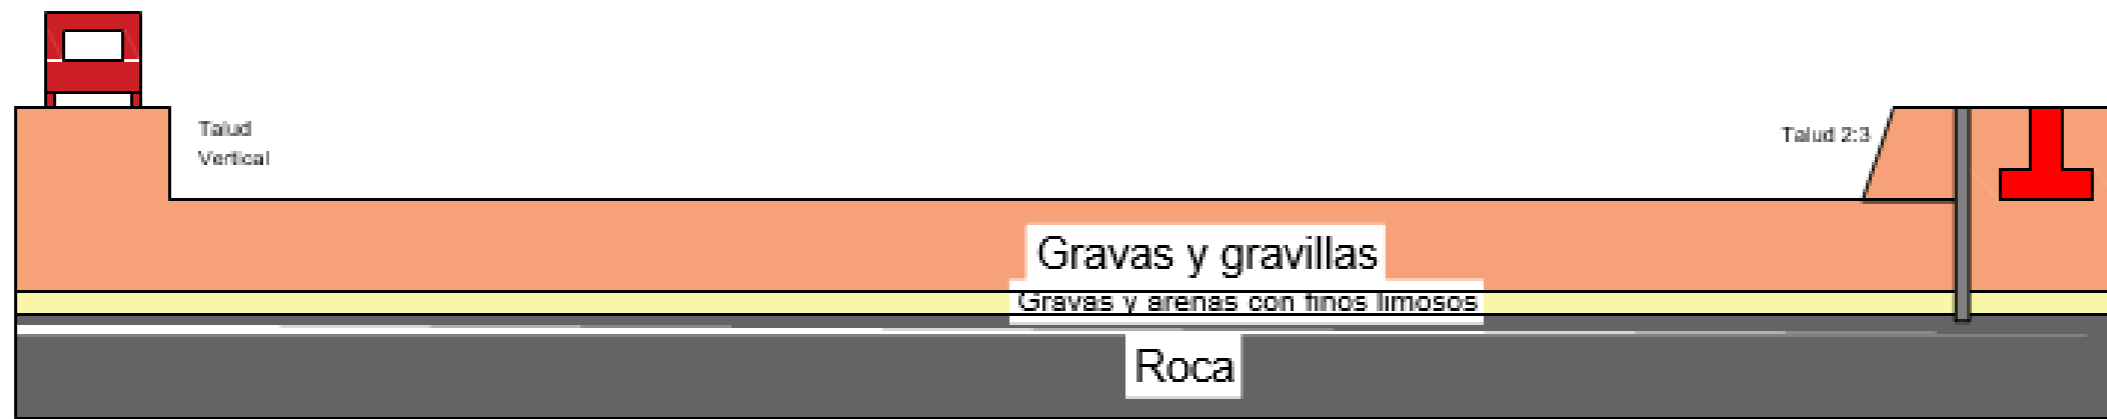 Talud
Vertical
Talud 2:3
Gravas y gravillas
Gravas y arenas con finos limosos
Roca